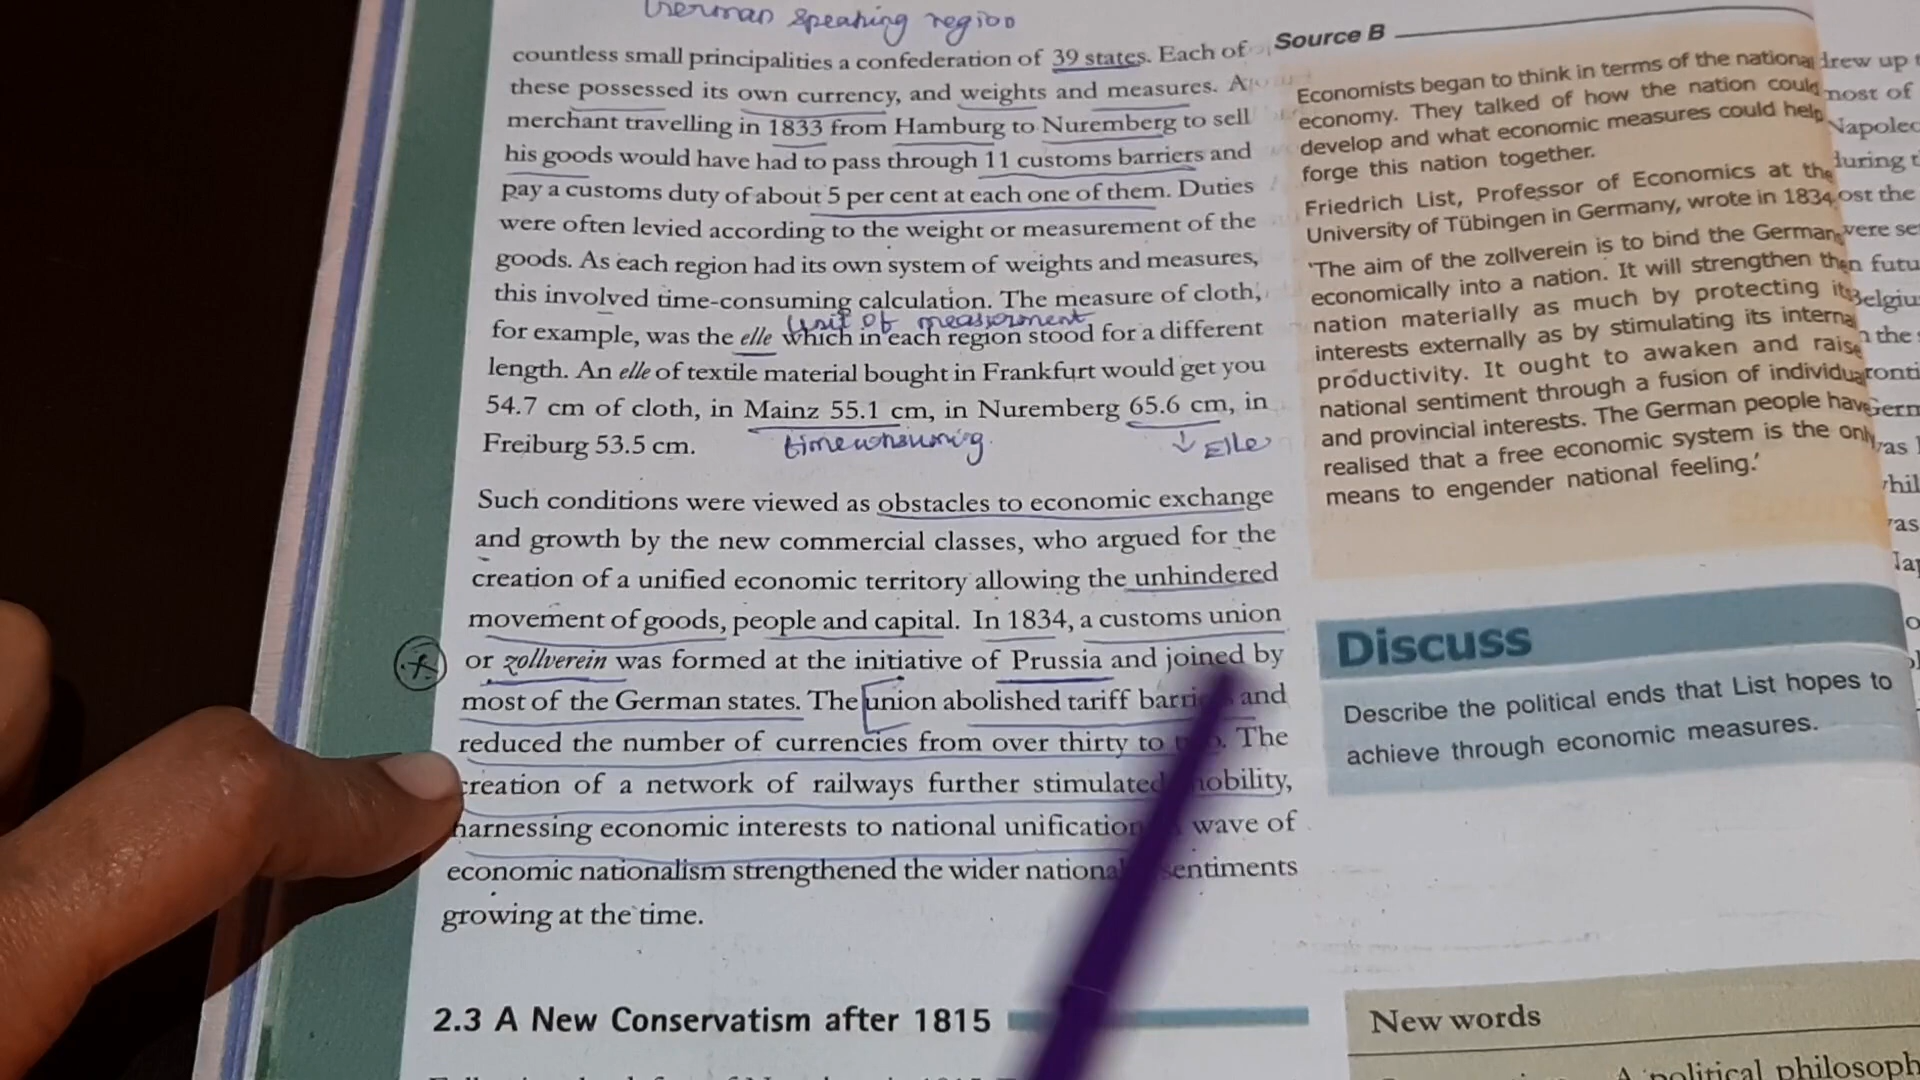 German speaking region
countless small principalities a confederation of 39 states. Each of
these possessed its own currency, and weights and measures. A
merchant travelling in 1833 from Hamburg to Nuremberg to sell
his goods would have had to pass through 11 customs barriers and
pay a customs duty of about 5 per cent at each one of them. Duties
were often levied according to the weight or measurement of the
goods. As each region had its own system of weights and measures,
this involved time-consuming calculation. The measure of cloth,
unit of measurment
for example, was the elle which in each region stood for a different
length. An elle of textile material bought in Frankfurt would get you
54.7 cm of cloth, in Mainz 55.1 cm, in Nuremberg 65.6 cm, in
Freiburg 53.5 cm.
timeconsuming
↓ Elle
Such conditions were viewed as obstacles to economic exchange
and growth by the new commercial classes, who argued for the
creation of a unified economic territory allowing the unhindered
movement of goods, people and capital. In 1834, a customs union
or zollverein was formed at the initiative of Prussia and joined by
most of the German states. The union abolished tariff and
reduced the number of currencies from over thirty to The
creation of a network of railways further stimulated mobility,
harnessing economic interests to national unification wave of
economic nationalism strengthened the wider sentiments
growing at the time.
2.3 A New Conservatism after 1815
Source B
Economists began to think in terms of the national
economy. They talked of how the nation could
develop and what economic measures could help
forge this nation together.
Friedrich List, Professor of Economics at the
University of Tübingen in Germany, wrote in 1834
'The aim of the zollverein is to bind the Germans
economically into a nation. It will strengthen the
nation materially as much by protecting its
interests externally as by stimulating its internal
productivity. It ought to awaken and raise
national sentiment through a fusion of individual
and provincial interests. The German people have
realised that a free economic system is the only
means to engender national feeling.'
Discuss
Describe the political ends that List hopes to
achieve through economic measures.
New words
A political
drew up
most of
during